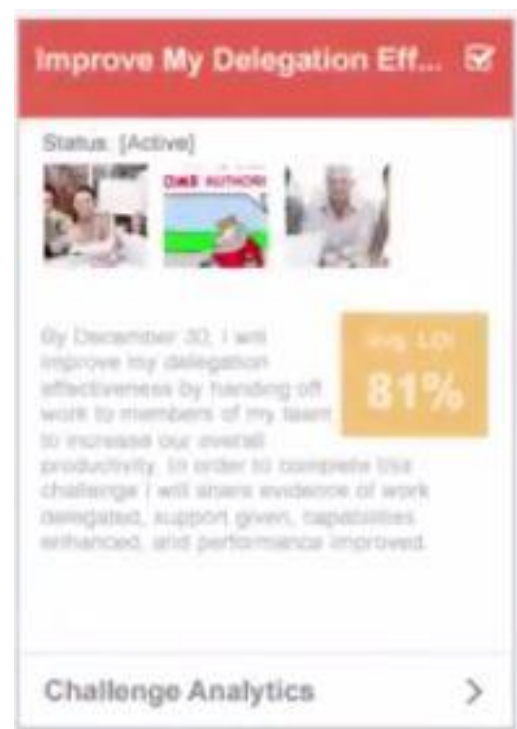 Improve My Delegation Eff...
Status: [Active]
By December 30, I will
improve my delegation
effectiveness by handing off
work to members of my team
to increase our overall
productivity. In order to complete this
challenge I will share evidence of work
delegated, support given, capabilities
enhanced, and performance improved.
Avg. LOI
81%
Challenge Analytics